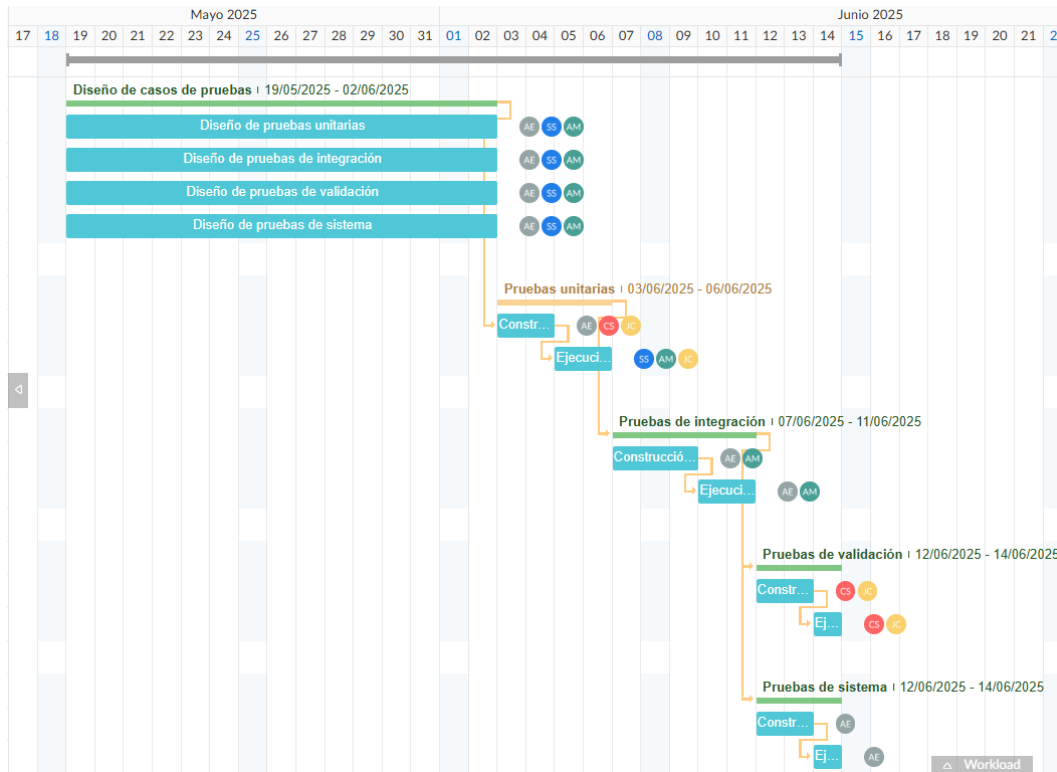 Mayo 2025 Junio 2025
17 18 19 20 21 22 23 24 25 26 27 28 29 30 31 01 02 03 04 05 06 07 08 09 10 11 12 13 14 15 16 17 18 19 20 21 2
Diseño de casos de pruebas 19/05/2025 - 02/06/2025
Diseño de pruebas unitarias AE SS AM
Diseño de pruebas de integración AE SS AM
Diseño de pruebas de validación AE SS AM
Diseño de pruebas de sistema AE SS AM
Pruebas unitarias 03/06/2025 - 06/06/2025
Constr... AE CS JC
Ejecuci... SS AM JC
Pruebas de integración 07/06/2025 - 11/06/2025
Construcció... AE AM
Ejecuci... AE AM
Pruebas de validación 12/06/2025 - 14/06/2025
Constr... CS JC
Ej... CS JC
Pruebas de sistema 12/06/2025 - 14/06/2025
Constr... AE
Ej... AE
Workload